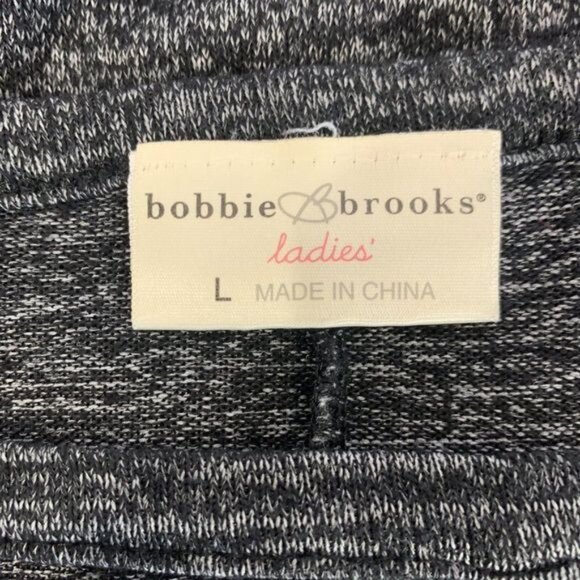 bobbie B brooks®
ladies'
L MADE IN CHINA